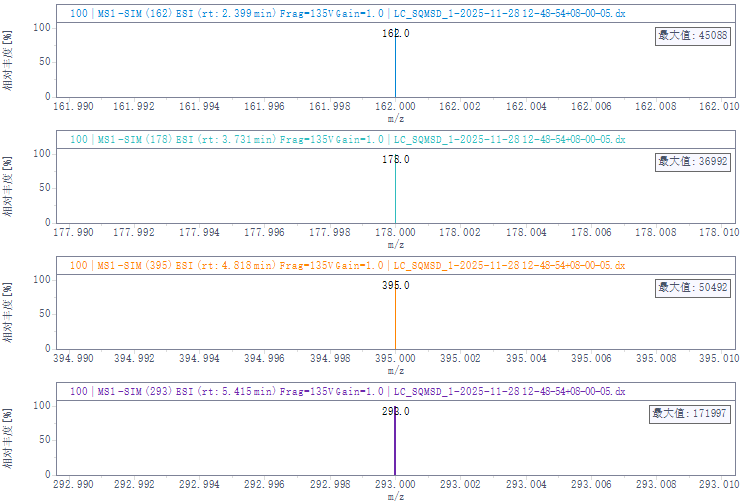 100 | MS1-SIM (162) ESI (rt: 2.399 min) Frag=135V Gain=1.0 | LC_SQMSD_1-2025-11-28 12-48-54+08-00-05.dx
相对丰度 [%]
100
50
0
162.0
最大值: 45088
161.990 161.992 161.994 161.996 161.998 162.000 162.002 162.004 162.006 162.008 162.010
m/z
100 | MS1-SIM (178) ESI (rt: 3.731 min) Frag=135V Gain=1.0 | LC_SQMSD_1-2025-11-28 12-48-54+08-00-05.dx
相对丰度 [%]
100
50
0
178.0
最大值: 36992
177.990 177.992 177.994 177.996 177.998 178.000 178.002 178.004 178.006 178.008 178.010
m/z
100 | MS1-SIM (395) ESI (rt: 4.818 min) Frag=135V Gain=1.0 | LC_SQMSD_1-2025-11-28 12-48-54+08-00-05.dx
相对丰度 [%]
100
50
0
395.0
最大值: 50492
394.990 394.992 394.994 394.996 394.998 395.000 395.002 395.004 395.006 395.008 395.010
m/z
100 | MS1-SIM (293) ESI (rt: 5.415 min) Frag=135V Gain=1.0 | LC_SQMSD_1-2025-11-28 12-48-54+08-00-05.dx
相对丰度 [%]
100
50
0
293.0
最大值: 171997
292.990 292.992 292.994 292.996 292.998 293.000 293.002 293.004 293.006 293.008 293.010
m/z